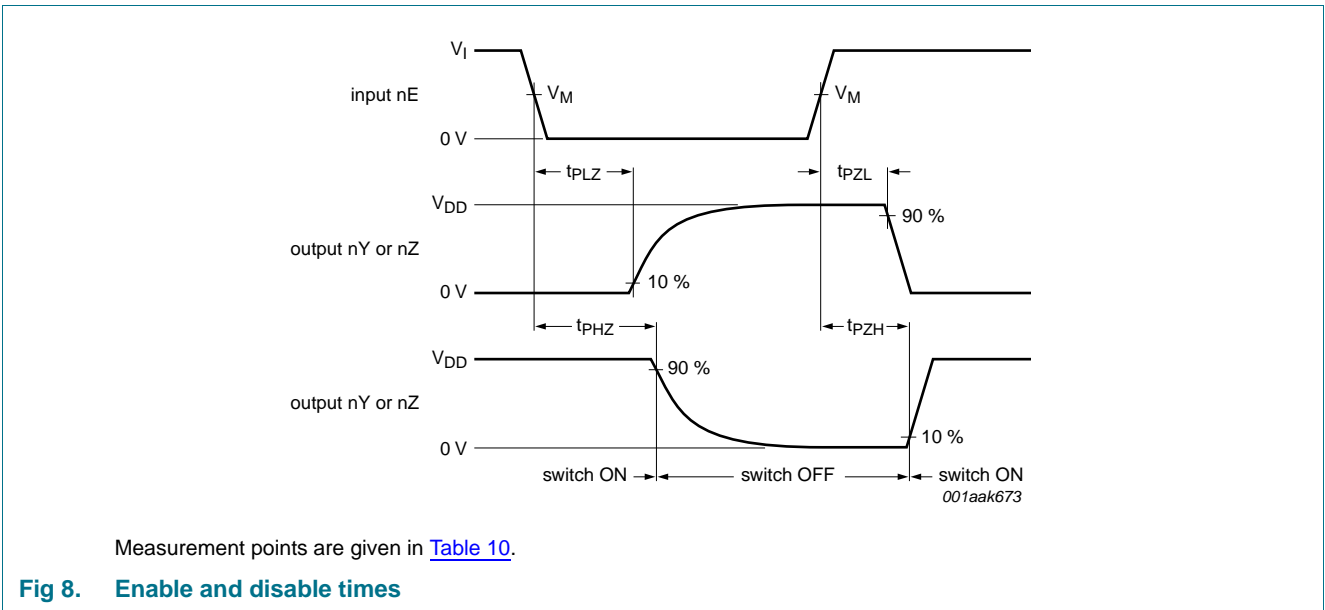 V_I
input nE
V_M
V_M
0 V
t_PLZ
t_PZL
V_DD
90 %
output nY or nZ
10 %
0 V
t_PHZ
t_PZH
V_DD
90 %
output nY or nZ
10 %
0 V
switch ON
switch OFF
switch ON
001aak673
Measurement points are given in Table 10.
Fig 8. Enable and disable times